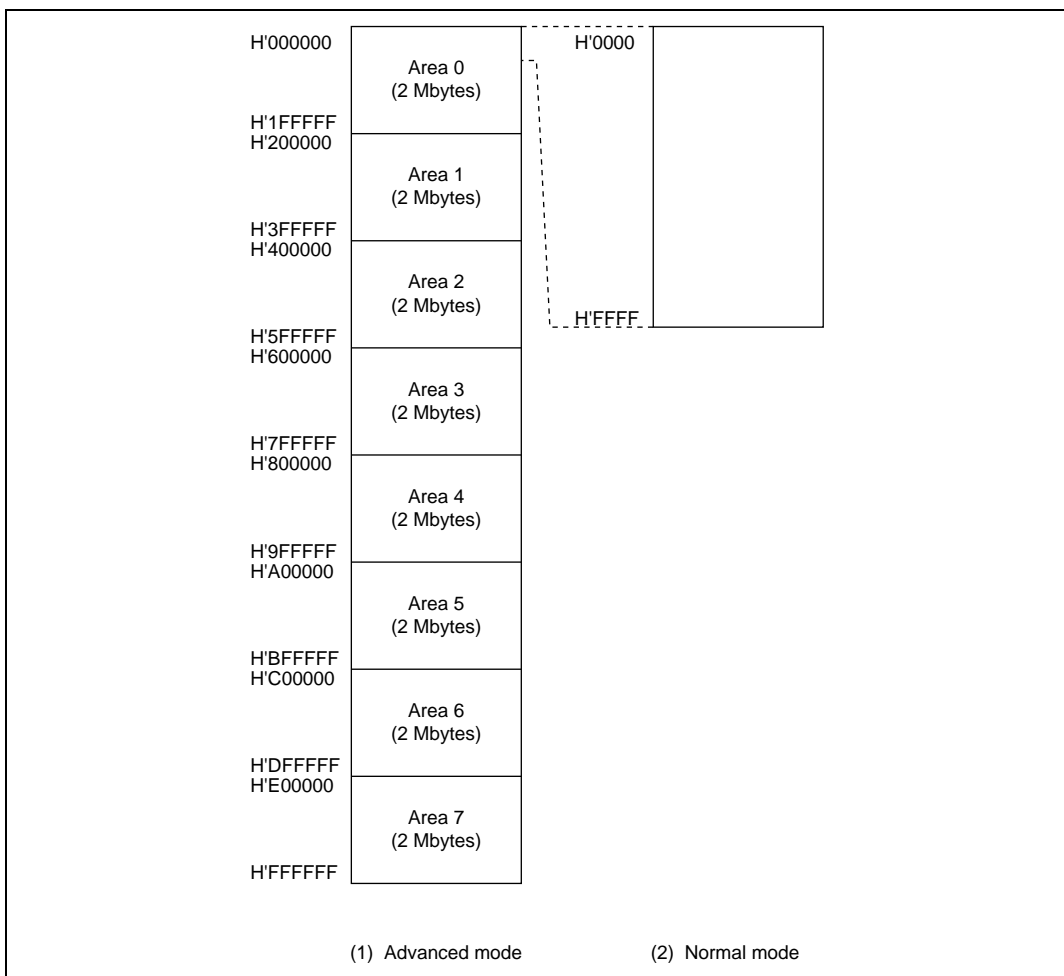 H'000000
Area 0
(2 Mbytes)
H'1FFFFF
H'200000
Area 1
(2 Mbytes)
H'3FFFFF
H'400000
Area 2
(2 Mbytes)
H'5FFFFF
H'600000
Area 3
(2 Mbytes)
H'7FFFFF
H'800000
Area 4
(2 Mbytes)
H'9FFFFF
H'A00000
Area 5
(2 Mbytes)
H'BFFFFF
H'C00000
Area 6
(2 Mbytes)
H'DFFFFF
H'E00000
Area 7
(2 Mbytes)
H'FFFFFF
(1) Advanced mode
H'0000
H'FFFF
(2) Normal mode